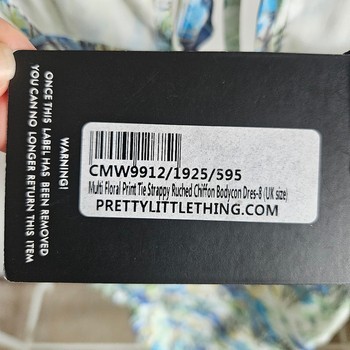 WARNING!
ONCE THIS LABEL HAS BEEN REMOVED
YOU CAN NO LONGER RETURN THIS ITEM
CMW9912/1925/595
Multi Floral Print Tie Strappy Ruched Chiffon Bodycon Dres-8 (UK size)
PRETTYLITTLETHING.COM